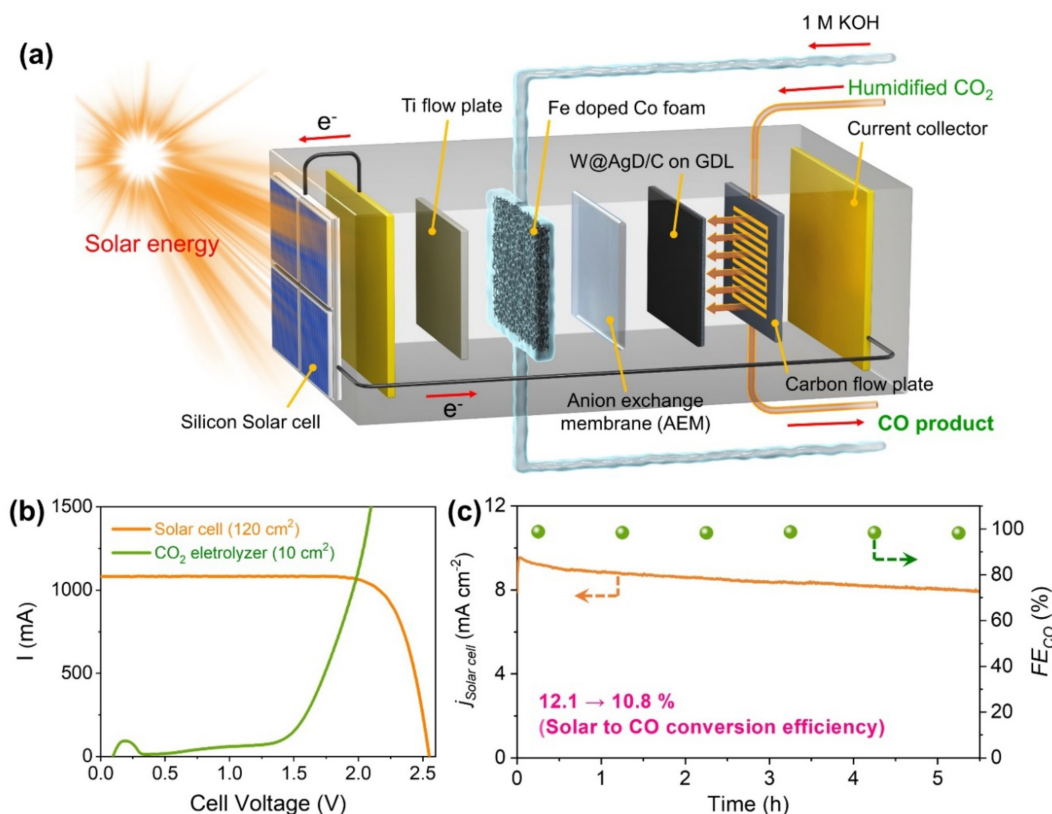 (a)
1 M KOH
Humidified CO₂
Ti flow plate
Fe doped Co foam
Current collector
e⁻
W@AgD/C on GDL
Solar energy
Silicon Solar cell
e⁻
Anion exchange
membrane (AEM)
Carbon flow plate
CO product
(b)
1500
1000
500
0
I (mA)
Solar cell (120 cm²)
CO₂ eletrolyzer (10 cm²)
0.0 0.5 1.0 1.5 2.0 2.5
Cell Voltage (V)
(c)
12
8
4
0
j Solar cell (mA cm⁻²)
12.1 → 10.8 %
(Solar to CO conversion efficiency)
100
80
60
40
20
0
FE CO (%)
0 1 2 3 4 5
Time (h)